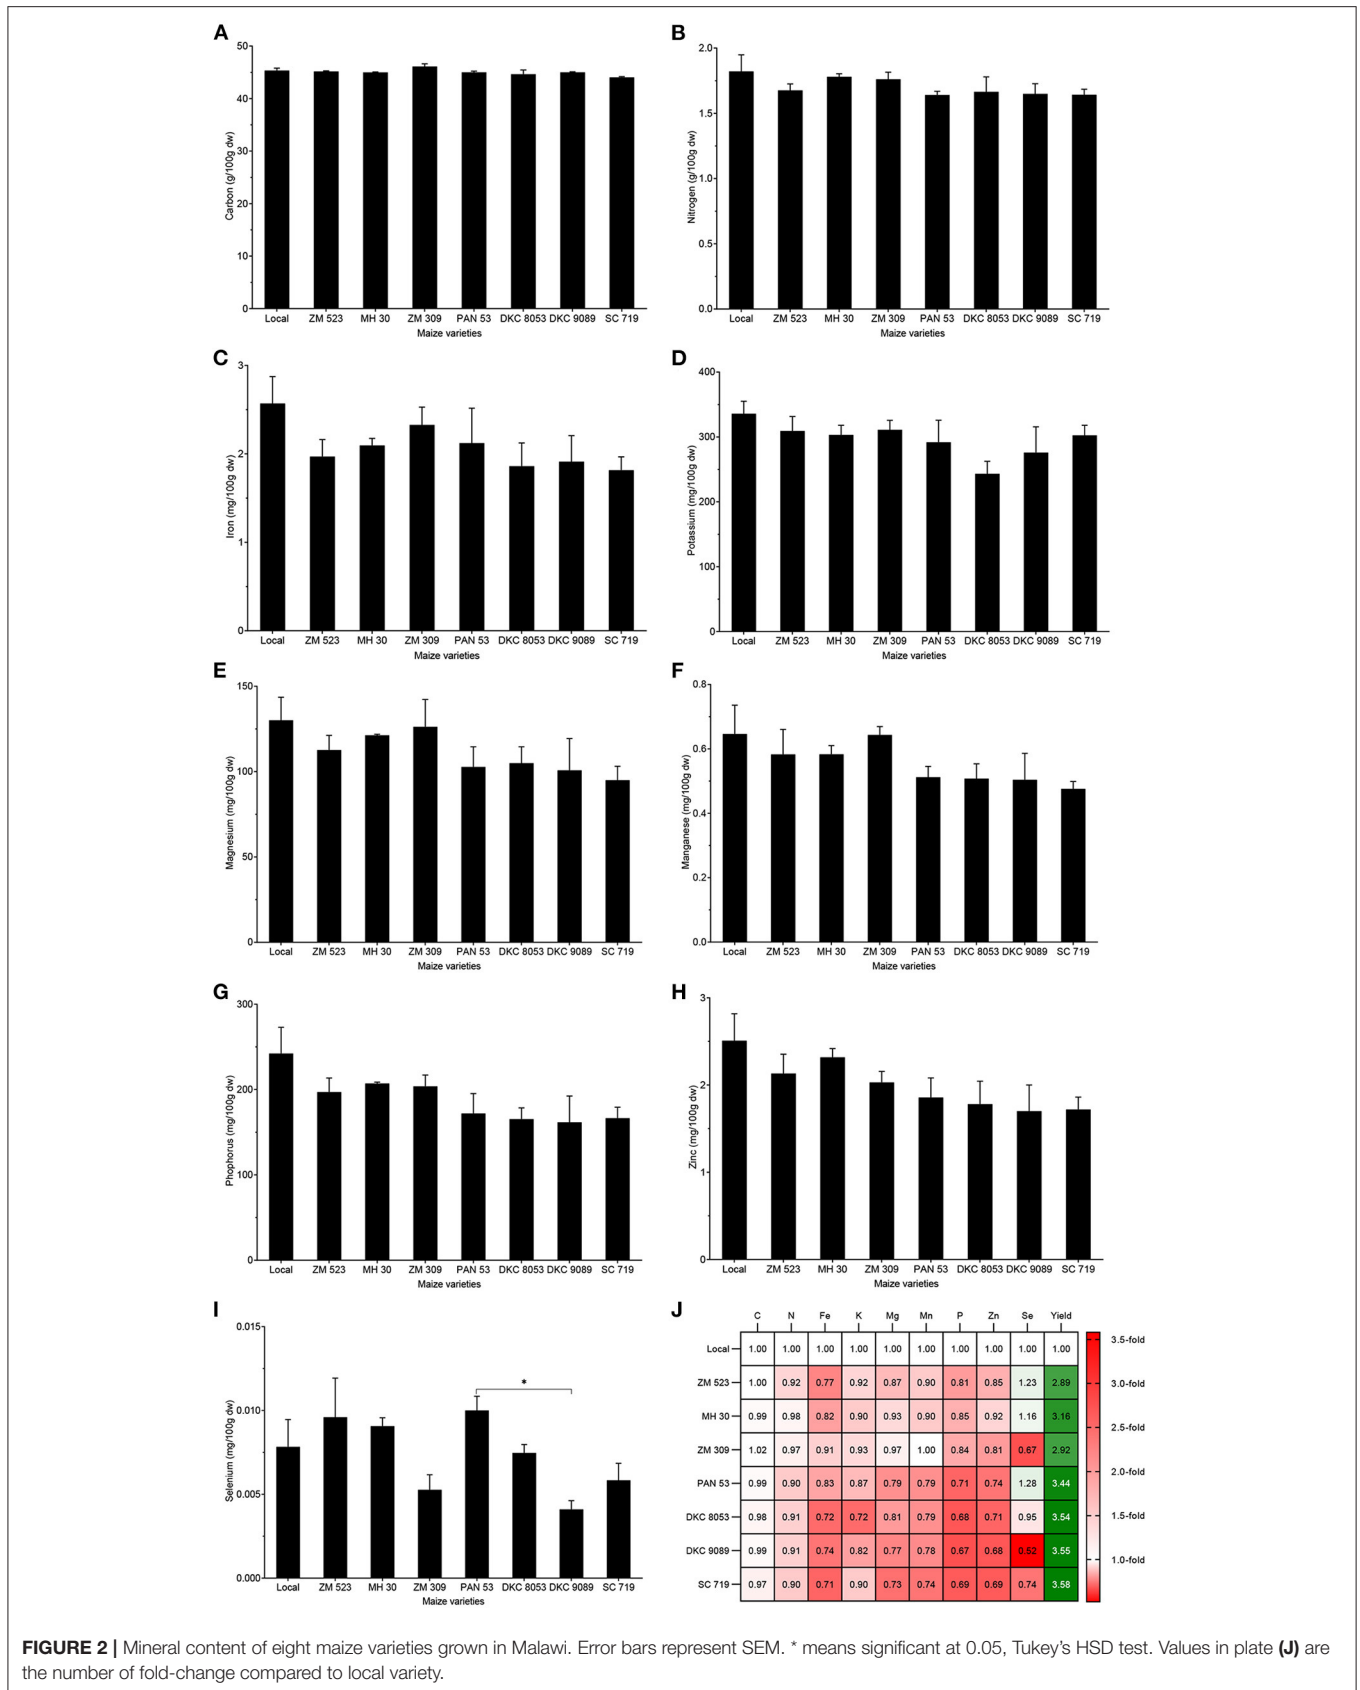 A
50
40
30
20
10
0
Carbon (g/100g dw)
Local ZM 523 MH 30 ZM 309 PAN 53 DKC 8053 DKC 9089 SC 719
Maize varieties
B
2.0
1.5
1.0
0.5
0.0
Nitrogen (g/100g dw)
Local ZM 523 MH 30 ZM 309 PAN 53 DKC 8053 DKC 9089 SC 719
Maize varieties
C
3
2
1
0
Iron (mg/100g dw)
Local ZM 523 MH 30 ZM 309 PAN 53 DKC 8053 DKC 9089 SC 719
Maize varieties
D
400
300
200
100
0
Potassium (mg/100g dw)
Local ZM 523 MH 30 ZM 309 PAN 53 DKC 8053 DKC 9089 SC 719
Maize varieties
E
150
100
50
0
Magnesium (mg/100g dw)
Local ZM 523 MH 30 ZM 309 PAN 53 DKC 8053 DKC 9089 SC 719
Maize varieties
F
0.8
0.6
0.4
0.2
0.0
Manganese (mg/100g dw)
Local ZM 523 MH 30 ZM 309 PAN 53 DKC 8053 DKC 9089 SC 719
Maize varieties
G
300
200
100
0
Phophorus (mg/100g dw)
Local ZM 523 MH 30 ZM 309 PAN 53 DKC 8053 DKC 9089 SC 719
Maize varieties
H
3
2
1
0
Zinc (mg/100g dw)
Local ZM 523 MH 30 ZM 309 PAN 53 DKC 8053 DKC 9089 SC 719
Maize varieties
I
0.015
0.010
0.005
0.000
Selenium (mg/100g dw)
*
Local ZM 523 MH 30 ZM 309 PAN 53 DKC 8053 DKC 9089 SC 719
Maize varieties
J
C N Fe K Mg Mn P Zn Se Yield
Local 1.00 1.00 1.00 1.00 1.00 1.00 1.00 1.00 1.00 1.00
ZM 523 1.00 0.92 0.77 0.92 0.87 0.90 0.81 0.85 1.23 2.89
MH 30 0.99 0.98 0.82 0.90 0.93 0.90 0.85 0.92 1.16 3.16
ZM 309 1.02 0.97 0.91 0.93 0.97 1.00 0.84 0.81 0.67 2.92
PAN 53 0.99 0.90 0.83 0.87 0.79 0.79 0.71 0.74 1.28 3.44
DKC 8053 0.98 0.91 0.72 0.72 0.81 0.79 0.68 0.71 0.95 3.54
DKC 9089 0.99 0.91 0.74 0.82 0.77 0.78 0.67 0.68 0.52 3.55
SC 719 0.97 0.90 0.71 0.90 0.73 0.74 0.69 0.69 0.74 3.58
3.5-fold
3.0-fold
2.5-fold
2.0-fold
1.5-fold
1.0-fold
FIGURE 2 | Mineral content of eight maize varieties grown in Malawi. Error bars represent SEM. * means significant at 0.05, Tukey's HSD test. Values in plate (J) are
the number of fold-change compared to local variety.